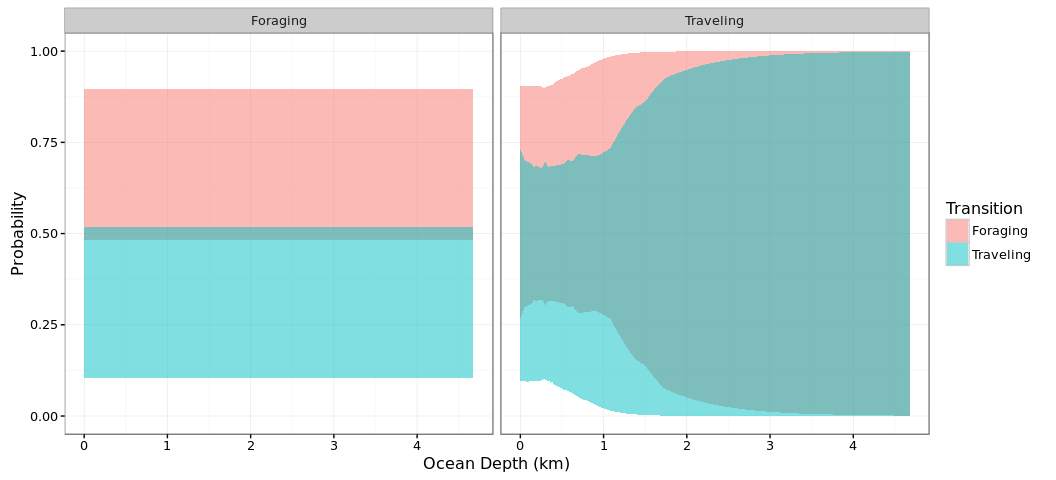 Foraging
Traveling
1.00
0.75
0.50
0.25
0.00
Probability
0 1 2 3 4
0 1 2 3 4
Ocean Depth (km)
Transition
Foraging
Traveling